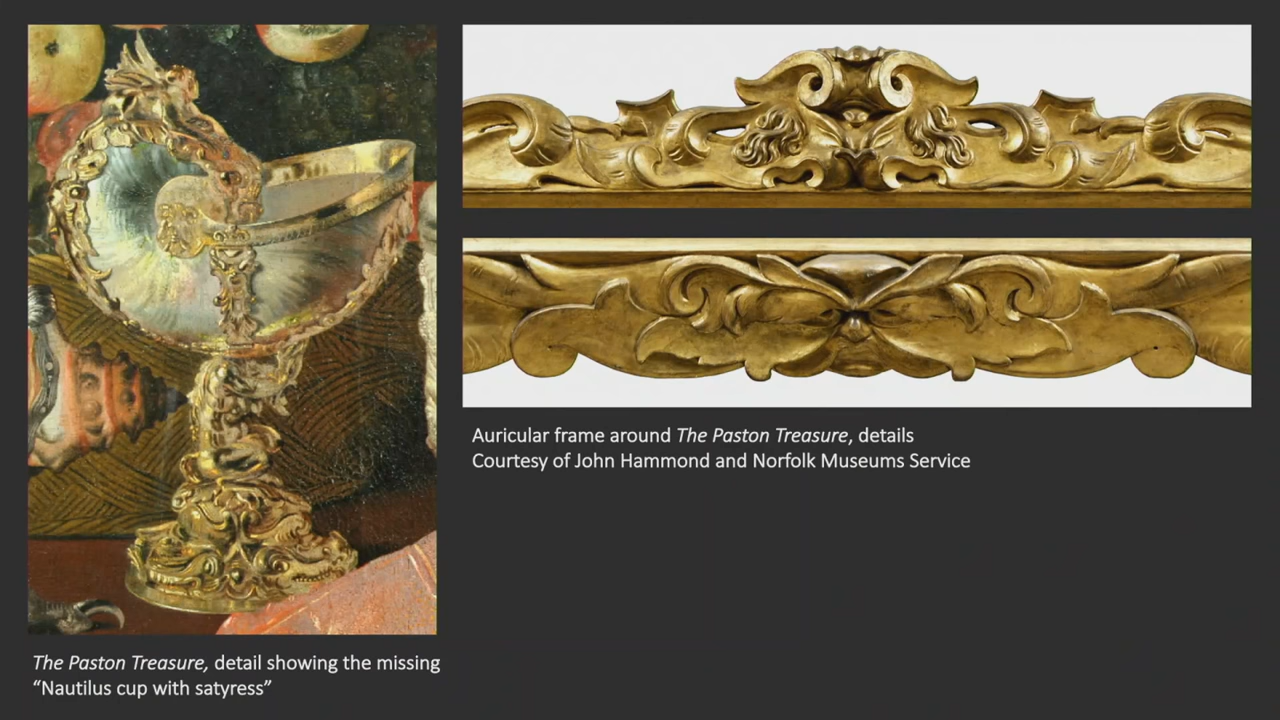 Auricular frame around The Paston Treasure, details
Courtesy of John Hammond and Norfolk Museums Service
The Paston Treasure, detail showing the missing
“Nautilus cup with satyress”